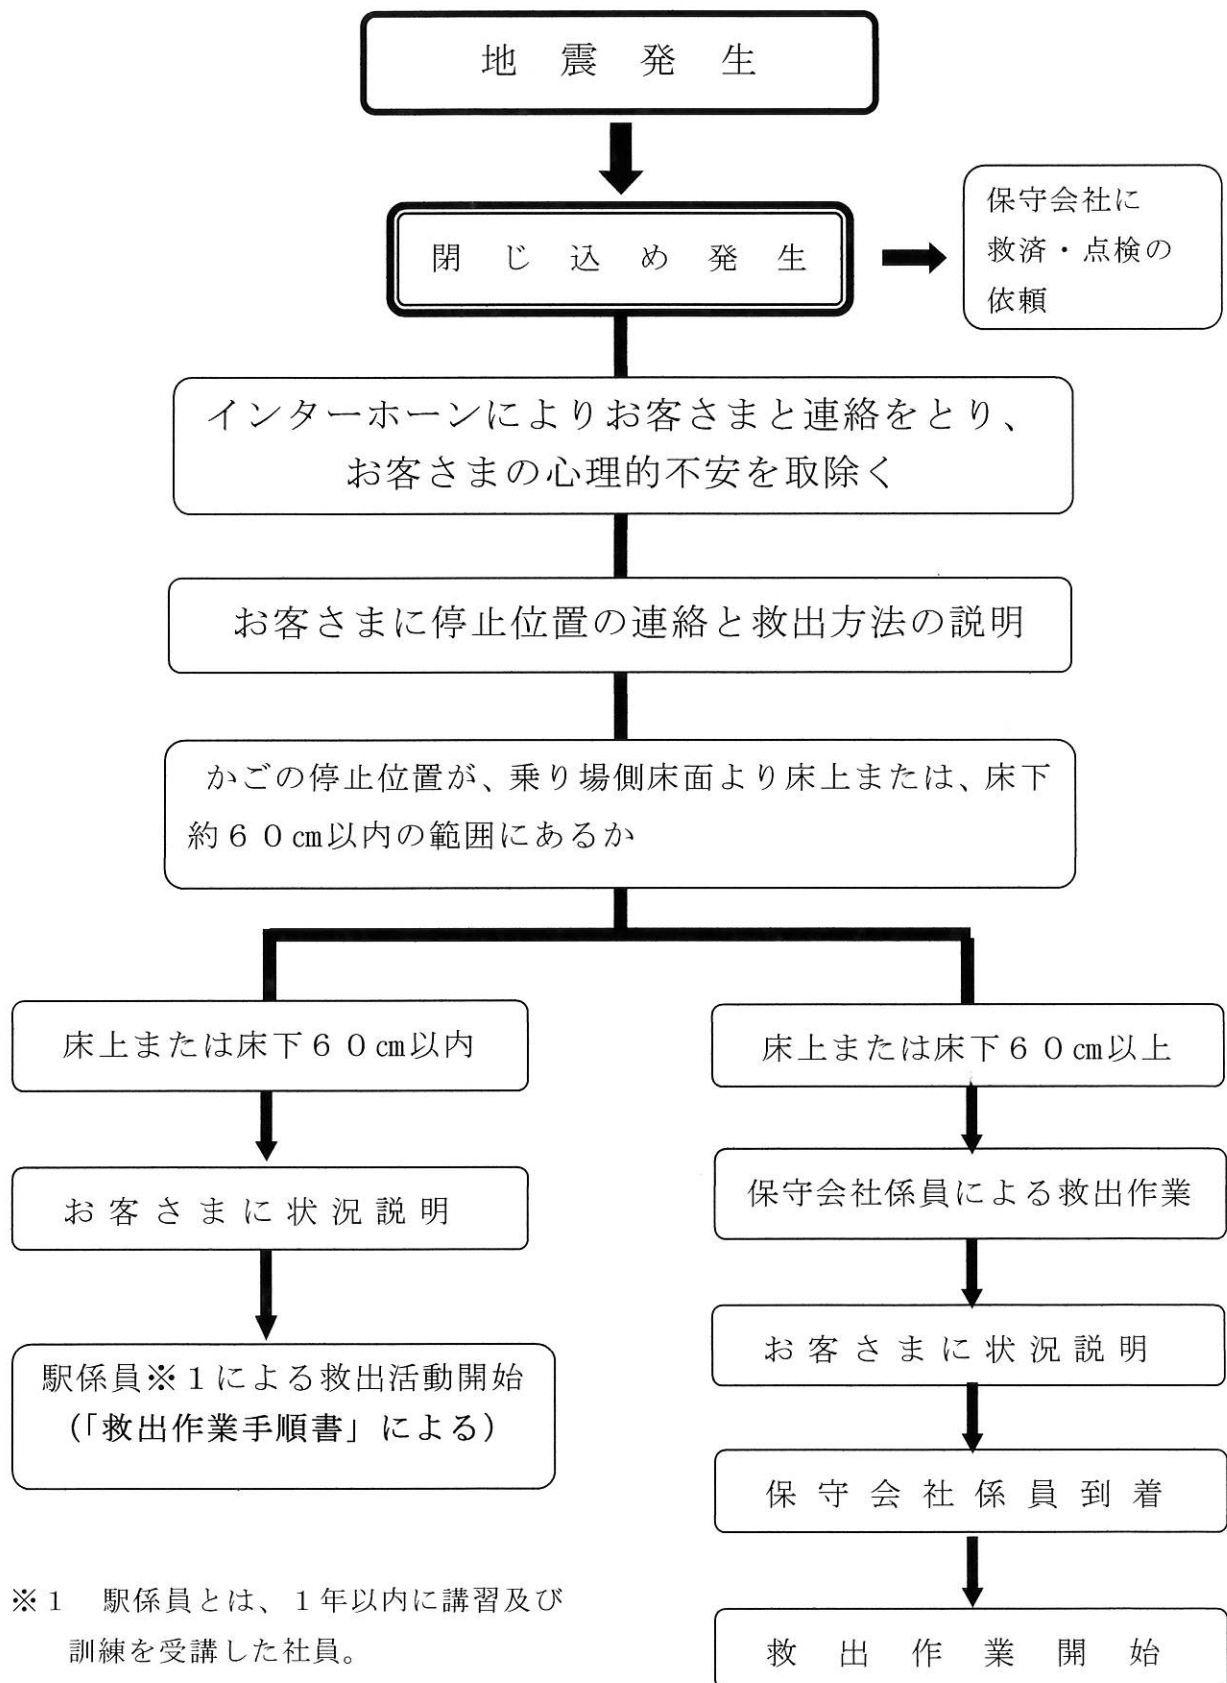 地震発生
閉じ込め発生
保守会社に
救済・点検の
依頼
インターホーンによりお客さまと連絡をとり、
お客さまの心理的不安を取除く
お客さまに停止位置の連絡と救出方法の説明
かごの停止位置が、乗り場側床面より床上または、床下
約６０㎝以内の範囲にあるか
床上または床下６０㎝以内
お客さまに状況説明
駅係員※１による救出活動開始
（「救出作業手順書」による）
※１　駅係員とは、１年以内に講習及び
訓練を受講した社員。
床上または床下６０㎝以上
保守会社係員による救出作業
お客さまに状況説明
保守会社係員到着
救出作業開始